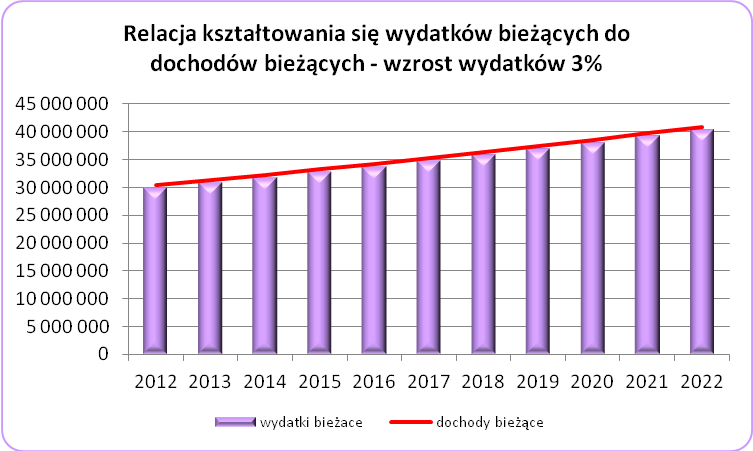 Relacja kształtowania się wydatków bieżących do
dochodów bieżących - wzrost wydatków 3%
45 000 000
40 000 000
35 000 000
30 000 000
25 000 000
20 000 000
15 000 000
10 000 000
5 000 000
0
2012 2013 2014 2015 2016 2017 2018 2019 2020 2021 2022
wydatki bieżace dochody bieżące